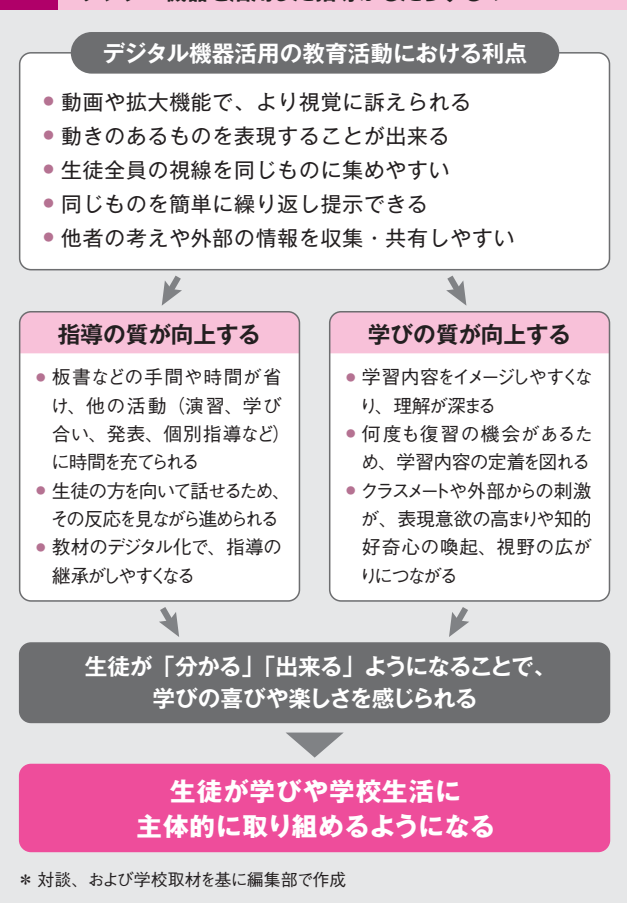 デジタル機器活用の教育活動における利点
● 動画や拡大機能で、より視覚に訴えられる
● 動きのあるものを表現することが出来る
● 生徒全員の視線を同じものに集めやすい
● 同じものを簡単に繰り返し提示できる
● 他者の考えや外部の情報を収集・共有しやすい
指導の質が向上する
● 板書などの手間や時間が省
け、他の活動（演習、学び
合い、発表、個別指導など）
に時間を充てられる
● 生徒の方を向いて話せるため、
その反応を見ながら進められる
● 教材のデジタル化で、指導の
継承がしやすくなる
学びの質が向上する
● 学習内容をイメージしやすくな
り、理解が深まる
● 何度も復習の機会があるた
め、学習内容の定着を図れる
● クラスメートや外部からの刺激
が、表現意欲の高まりや知的
好奇心の喚起、視野の広が
りにつながる
生徒が「分かる」「出来る」ようになることで、
学びの喜びや楽しさを感じられる
生徒が学びや学校生活に
主体的に取り組めるようになる
＊ 対談、および学校取材を基に編集部で作成